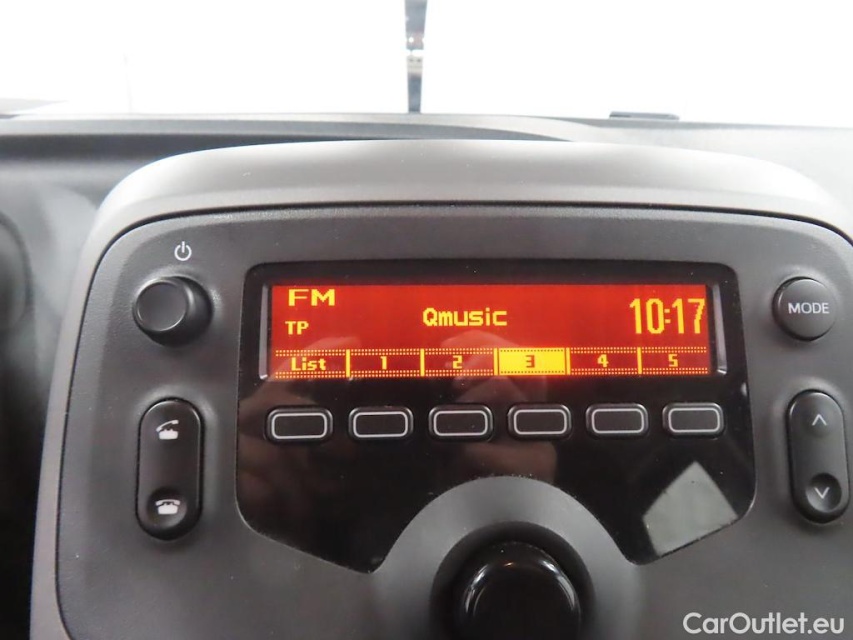 FM
TP
Qmusic
10:17
List 1 2 3 4 5
MODE
CarOutlet.eu